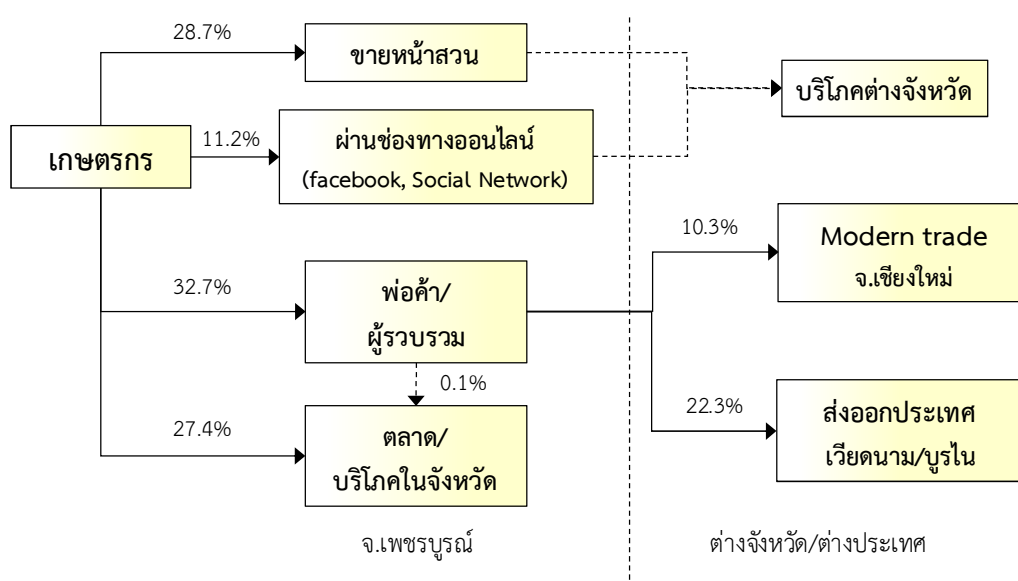 28.7%
ขายหน้าสวน
บริโภคต่างจังหวัด
เกษตรกร
11.2%
ผ่านช่องทางออนไลน์
(facebook, Social Network)
10.3%
Modern trade
จ.เชียงใหม่
32.7%
พ่อค้า/
ผู้รวบรวม
0.1%
22.3%
ส่งออกประเทศ
เวียดนาม/บูรไน
27.4%
ตลาด/
บริโภคในจังหวัด
จ.เพชรบูรณ์
ต่างจังหวัด/ต่างประเทศ